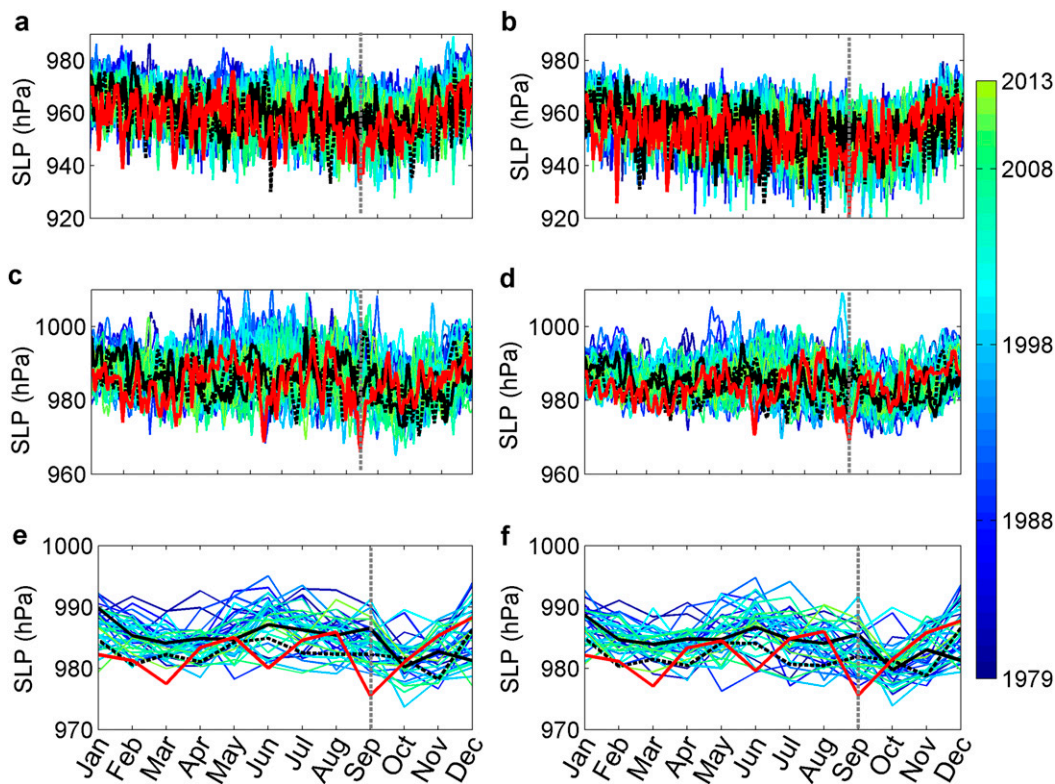 a
b
SLP (hPa)
980
960
940
920
SLP (hPa)
980
960
940
920
c
d
SLP (hPa)
1000
980
960
SLP (hPa)
1000
980
960
e
f
SLP (hPa)
1000
990
980
970
Jan Feb Mar Apr May Jun Jul Aug Sep Oct Nov Dec
SLP (hPa)
1000
990
980
970
Jan Feb Mar Apr May Jun Jul Aug Sep Oct Nov Dec
2013
2008
1998
1988
1979